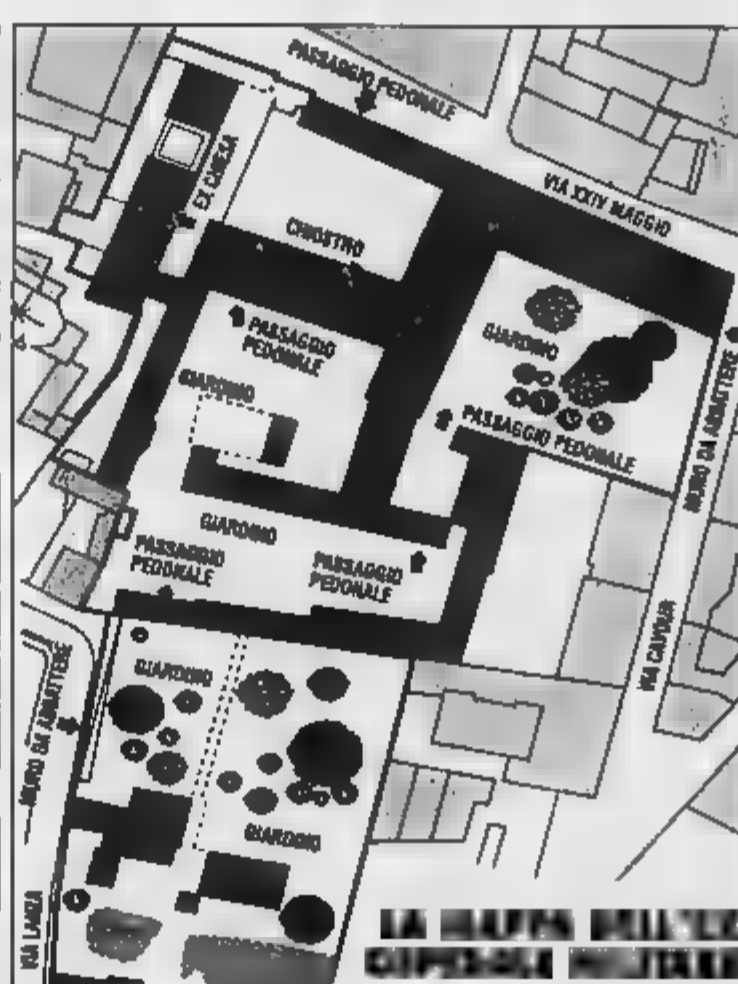 PASSAGGIO PEDONALE
EX CHIESA
VIA XXIV MAGGIO
CHIOSTRO
PASSAGGIO
PEDONALE
GIARDINO
GIARDINO
PASSAGGIO PEDONALE
MURO DA ABBATTERE
GIARDINO
PASSAGGIO
PEDONALE
PASSAGGIO
PEDONALE
VIA CAVOUR
GIARDINO
MURO DA ABBATTERE
GIARDINO
VIA LANZA